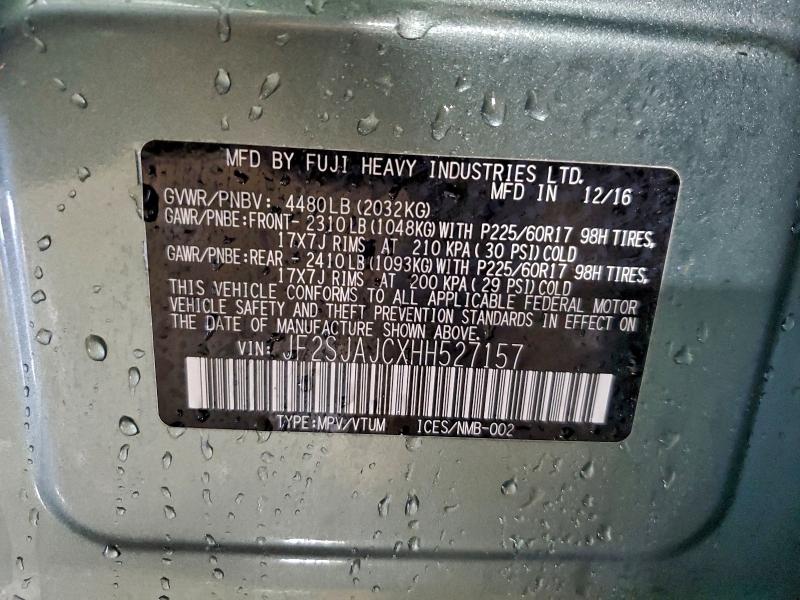 MFD BY FUJI HEAVY INDUSTRIES LTD.
MFD IN 12/16
GVWR/PNBV: 4480LB (2032KG)
GAWR/PNBE:FRONT- 2310LB (1048KG) WITH P225/60R17 98H TIRES,
17X7J RIMS AT 210 KPA (30 PSI) COLD
GAWR/PNBE:REAR - 2410LB (1093KG) WITH P225/60R17 98H TIRES,
17X7J RIMS AT 200 KPA (29 PSI) COLD
THIS VEHICLE CONFORMS TO ALL APPLICABLE FEDERAL MOTOR
VEHICLE SAFETY AND THEFT PREVENTION STANDARDS IN EFFECT ON
THE DATE OF MANUFACTURE SHOWN ABOVE.
VIN: JF2SJAJCXHH527157
TYPE:MPV/VTUM ICES/NMB-002